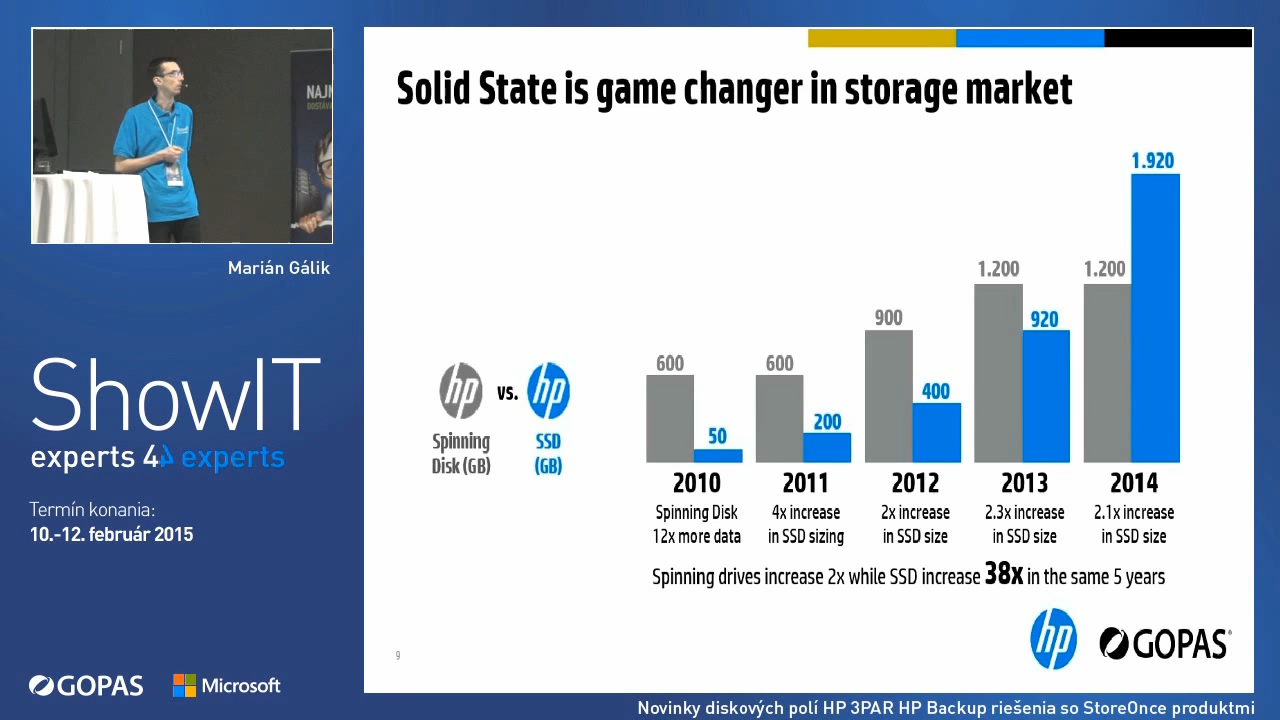 NAJN
Marián Gálik
ShowIT
experts 44 experts
Termín konania:
10.-12. február 2015
GOPAS
Microsoft
Solid State is game changer in storage market
hp vs. hp
Spinning Disk (GB)
SSD (GB)
600
50
600
200
900
400
1.200
920
1.200
1.920
2010
Spinning Disk
12x more data
2011
4x increase
in SSD sizing
2012
2x increase
in SSD size
2013
2.3x increase
in SSD size
2014
2.1x increase
in SSD size
Spinning drives increase 2x while SSD increase 38x in the same 5 years
9
hp
GOPAS
Novinky diskových polí HP 3PAR HP Backup riešenia so StoreOnce produktmi